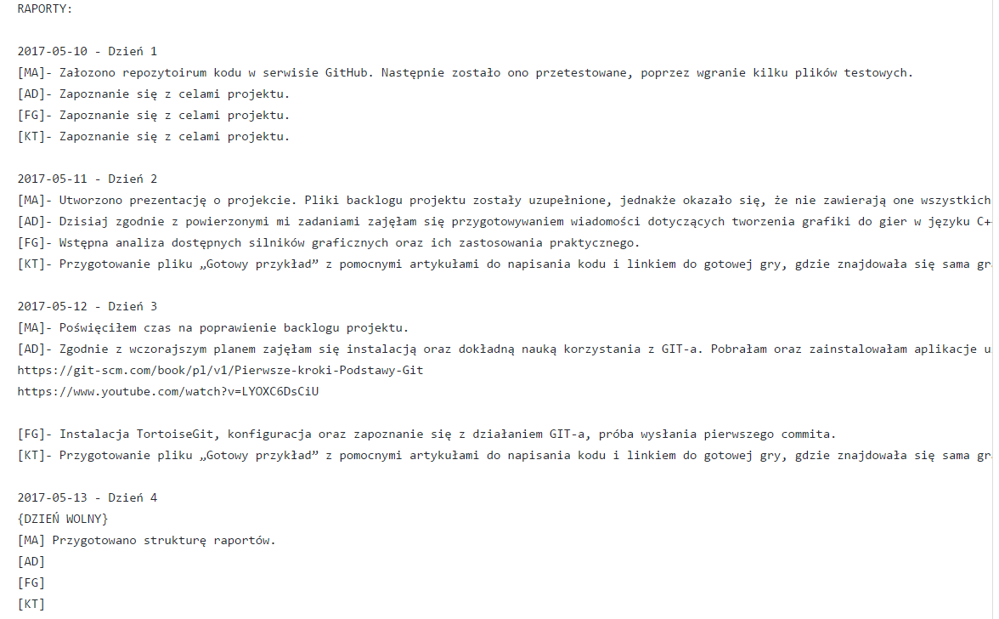 RAPORTY:
2017-05-10 - Dzień 1
[MA]- Załozono repozytoirum kodu w serwisie GitHub. Następnie zostało ono przetestowane, poprzez wgranie kilku plików testowych.
[AD]- Zapoznanie się z celami projektu.
[FG]- Zapoznanie się z celami projektu.
[KT]- Zapoznanie się z celami projektu.
2017-05-11 - Dzień 2
[MA]- Utworzono prezentację o projekcie. Pliki backlogu projektu zostały uzupełnione, jednakże okazało się, że nie zawierają one wszystkich
[AD]- Dzisiaj zgodnie z powierzonymi mi zadaniami zajęłam się przygotowywaniem wiadomości dotyczących tworzenia grafiki do gier w języku C+
[FG]- Wstępna analiza dostępnych silników graficznych oraz ich zastosowania praktycznego.
[KT]- Przygotowanie pliku „Gotowy przykład” z pomocnymi artykułami do napisania kodu i linkiem do gotowej gry, gdzie znajdowała się sama gr
2017-05-12 - Dzień 3
[MA]- Poświęciłem czas na poprawienie backlogu projektu.
[AD]- Zgodnie z wczorajszym planem zajęłam się instalacją oraz dokładną nauką korzystania z GIT-a. Pobrałam oraz zainstalowałam aplikacje u
https://git-scm.com/book/pl/v1/Pierwsze-kroki-Podstawy-Git
https://www.youtube.com/watch?v=LYOXC6DsCiU
[FG]- Instalacja TortoiseGit, konfiguracja oraz zapoznanie się z działaniem GIT-a, próba wysłania pierwszego commita.
[KT]- Przygotowanie pliku „Gotowy przykład” z pomocnymi artykułami do napisania kodu i linkiem do gotowej gry, gdzie znajdowała się sama gr
2017-05-13 - Dzień 4
{DZIEŃ WOLNY}
[MA] Przygotowano strukturę raportów.
[AD]
[FG]
[KT]